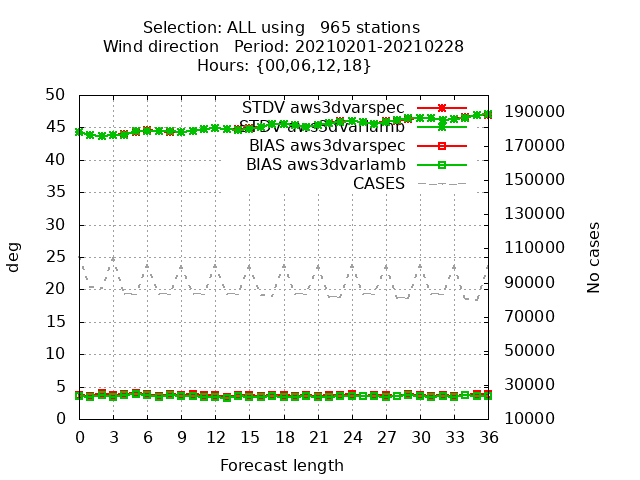 Selection: ALL using   965 stations
Wind direction   Period: 20210201-20210228
Hours: {00,06,12,18}
STDV aws3dvarspec
STDV aws3dvarlamb
BIAS aws3dvarspec
BIAS aws3dvarlamb
CASES
50
45
40
35
30
25
20
15
10
5
0
deg
190000
170000
150000
130000
110000
90000
70000
50000
30000
10000
No cases
0 3 6 9 12 15 18 21 24 27 30 33 36
Forecast length